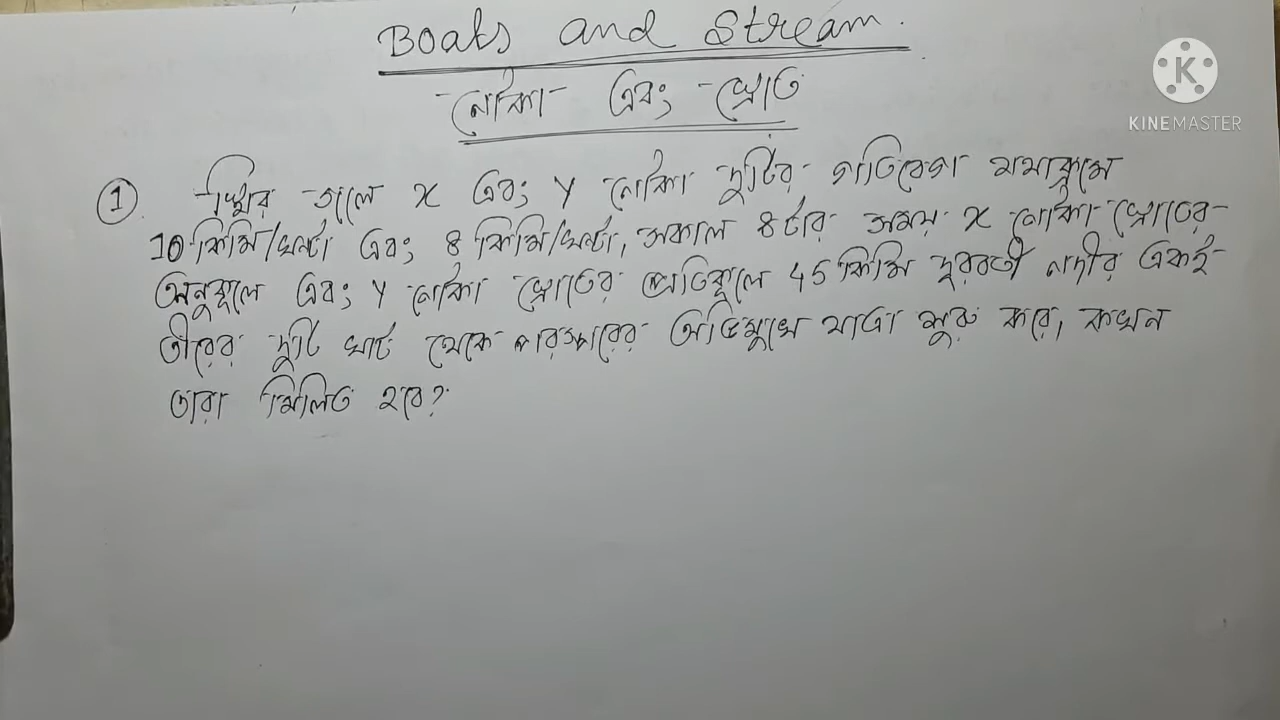 Boats and Stream.
K
KINEMASTER
নৌকা এবং স্রোত
① স্থির জলে X এবং Y নৌকা দুটির গতিবেগ যথাক্রমে
10 কিমি/ঘন্টা এবং 8 কিমি/ঘন্টা, সকাল ৪টার সময় X নৌকা স্রোতের
অনুকূলে এবং Y নৌকা স্রোতের প্রতিকূলে 45 কিমি দূরবর্তী নদীর একই
তীরের দুটি ঘাট থেকে পরস্পরের অভিমুখে যাত্রা শুরু করে, কখন
তারা মিলিত হবে?